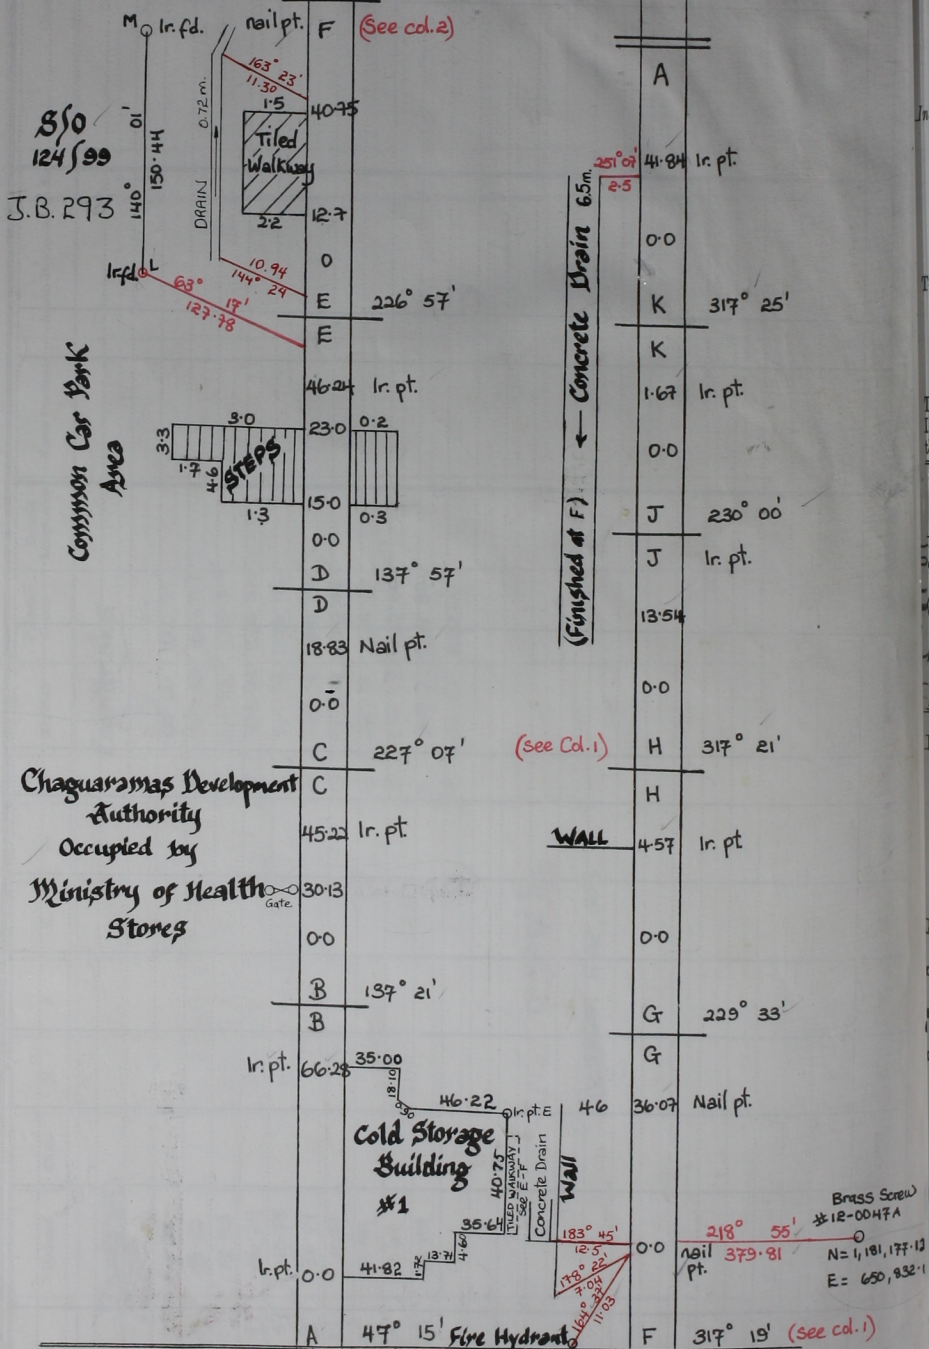 M Ir. fd. nail pt. F (See col. 2)
163° 23'
11.30
1.5 40.75
0.72 m.
01'
S/O
124/99
150.44
Tiled
Walkway
J.B. 293
140°
DRAIN
2.2 12.7
O
Ir. fd. L
10.94
144° 24
63° 17'
127.78
E 226° 57'
E
46.24 Ir. pt.
Common Car Park
Area
3.0 23.0 0.2
3.3
1.7
4.6
STEPS
1.3 15.0 0.3
0.0
D 137° 57'
D
18.83 Nail pt.
0.0
C 227° 07'
Chaguaramas Development C
Authority
Occupied by
45.22 Ir. pt
Ministry of Health
Gate
30.13
Stores
0.0
B 137° 21'
B
Ir. pt. 66.28 35.00
18.10
0.90
46.22 Ir. pt. E
Cold Storage
Building
#1
40.75
TILED WALKWAY
SEE E-F
Concrete Drain
Wall
35.64
4.60
13.71
1.72
Ir. pt. 0.0 41.82
A 47° 15' Fire Hydrant
A
251° 07'
2.5
41.84 Ir. pt.
6.5m.
Concrete Drain
(Finished at F)
0.0
K 317° 25'
K
1.67 Ir. pt.
0.0
J 230° 00'
J Ir. pt.
13.54
0.0
(see Col. 1) H 317° 21'
H
WALL 4.57 Ir. pt
0.0
G 229° 33'
G
4.6 36.07 Nail pt.
Brass Screw
#12-0047A
183° 45'
12.5
0.0
218° 55'
nail 379.81
pt.
N= 1,181,177.12
E= 650,832.1
178° 22'
7.04
164° 37'
11.03
F 317° 19' (see col. 1)